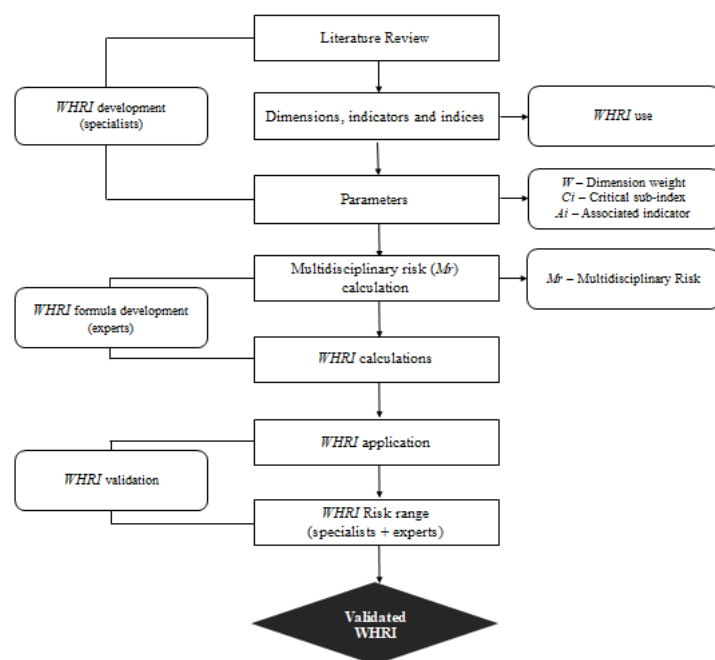 Literature Review
WHRI development
(specialists)
Dimensions, indicators and indices
WHRI use
Parameters
W – Dimension weight
Ci – Critical sub-index
Ai – Associated indicator
Multidisciplinary risk (Mr)
calculation
Mr – Multidisciplinary Risk
WHRI formula development
(experts)
WHRI calculations
WHRI application
WHRI validation
WHRI Risk range
(specialists + experts)
Validated
WHRI